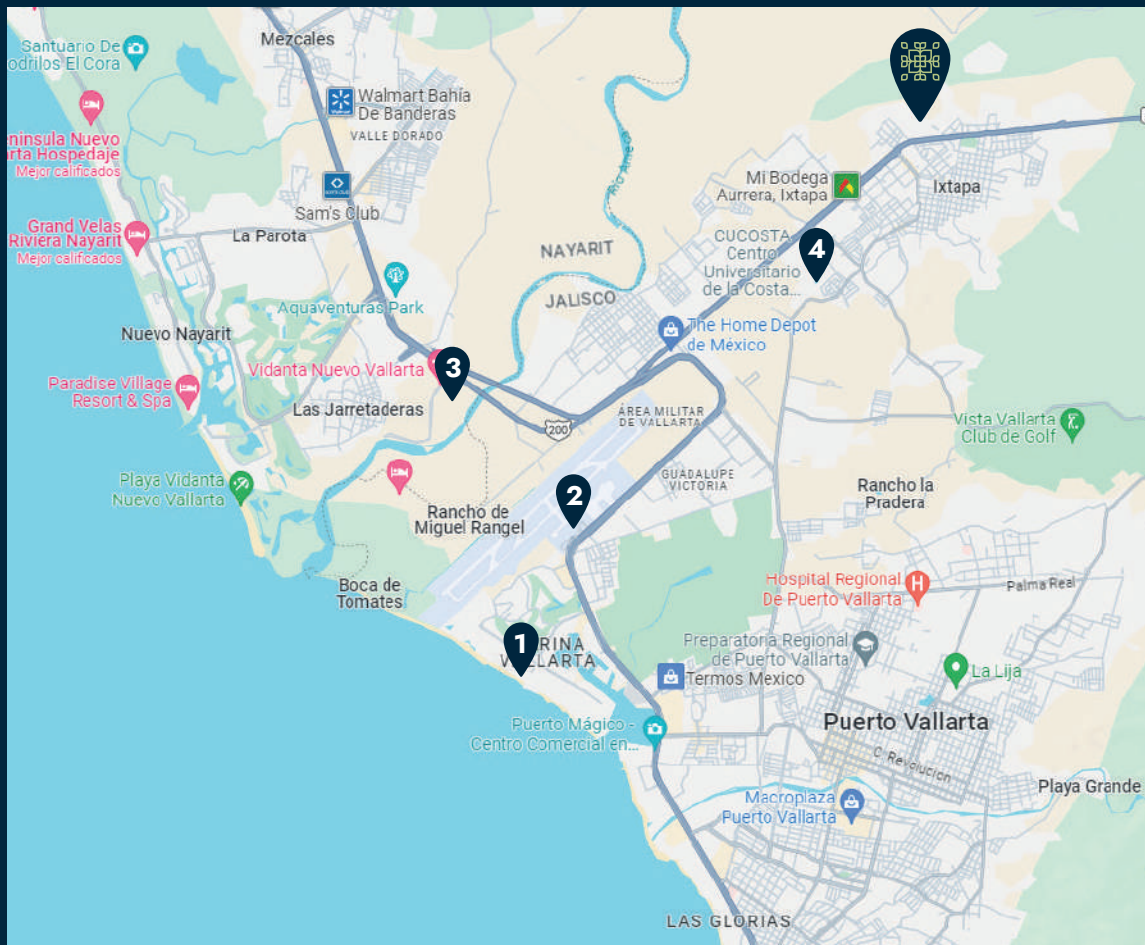 Santuario De
odrilos El Cora
Mezcales
Walmart Bahía
De Banderas
VALLE DORADO
eninsula Nuevo
rta Hospedaje
Mejor calificados
Sam's Club
Grand Velas
Riviera Nayarit
Mejor calificados
La Parota
Río Ameca
Mi Bodega
Aurrera, Ixtapa
Ixtapa
NAYARIT
JALISCO
CUCOSTA
Centro
Universitario
de la Costa...
4
Aquaventuras Park
Nuevo Nayarit
The Home Depot
de México
Vidanta Nuevo Vallarta
3
Paradise Village
Resort & Spa
Las Jarretaderas
200
ÁREA MILITAR
DE VALLARTA
Vista Vallarta
Club de Golf
Playa Vidanta
Nuevo Vallarta
GUADALUPE
VICTORIA
2
Rancho de
Miguel Rangel
Rancho la
Pradera
Boca de
Tomates
Hospital Regional
De Puerto Vallarta
H
Palma Real
1
ARINA
VALLARTA
Preparatoria Regional
de Puerto Vallarta
Termos Mexico
La Lija
Puerto Mágico -
Centro Comercial en...
Puerto Vallarta
C. Revolucion
Playa Grande
Macroplaza
Puerto Vallarta
LAS GLORIAS